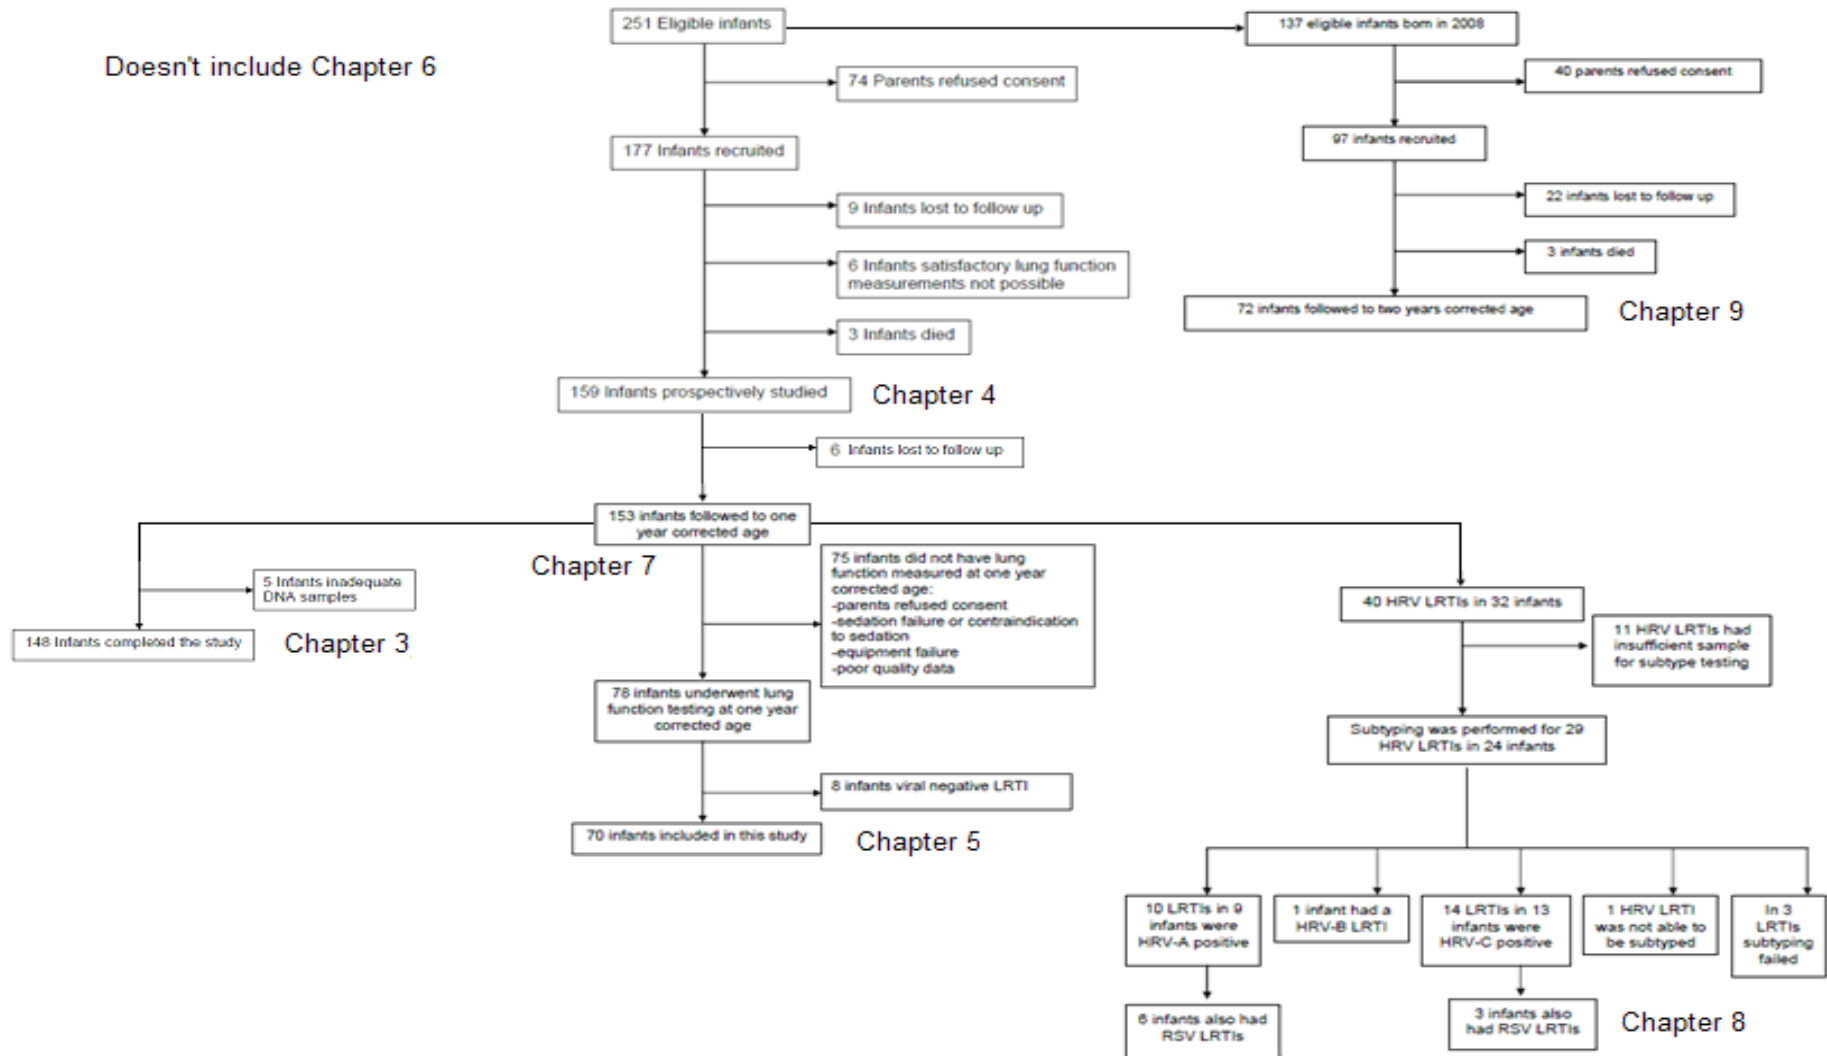 251 Eligible infants
137 eligible infants born in 2008
Doesn't include Chapter 6
74 Parents refused consent
40 parents refused consent
177 Infants recruited
97 infants recruited
9 Infants lost to follow up
22 infants lost to follow up
6 Infants satisfactory lung function
measurements not possible
3 infants died
72 infants followed to two years corrected age
Chapter 9
3 Infants died
159 Infants prospectively studied
Chapter 4
6 Infants lost to follow up
153 infants followed to one
year corrected age
Chapter 7
75 infants did not have lung
function measured at one year
corrected age:
-parents refused consent
-sedation failure or contraindication
to sedation
-equipment failure
-poor quality data
5 Infants inadequate
DNA samples
148 Infants completed the study
Chapter 3
40 HRV LRTIs in 32 infants
11 HRV LRTIs had
insufficient sample
for subtype testing
78 infants underwent lung
function testing at one year
corrected age
Subtyping was performed for 29
HRV LRTIs in 24 infants
8 infants viral negative LRTI
70 infants included in this study
Chapter 5
10 LRTIs in 9
infants were
HRV-A positive
1 infant had a
HRV-B LRTI
14 LRTIs in 13
infants were
HRV-C positive
1 HRV LRTI
was not able to
be subtyped
In 3
LRTIs
subtyping
failed
6 infants also had
RSV LRTIs
3 infants also
had RSV LRTIs
Chapter 8